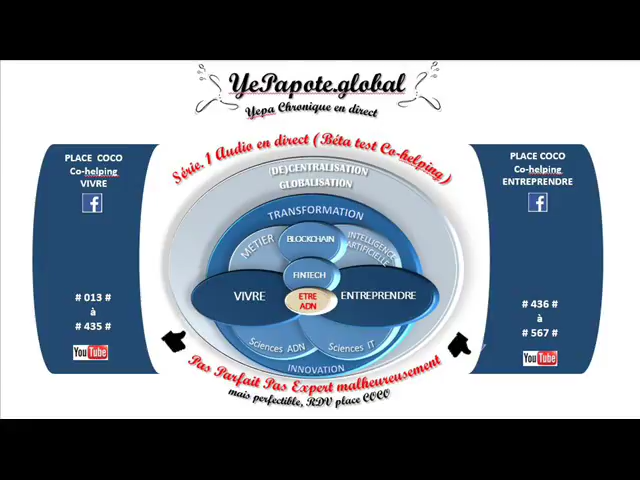 YePapote.global
Yepa Chronique en direct
Série, 1 Audio en direct (Béta test Co-helping)
PLACE COCO
Co-helping
VIVRE
# 013 #
à
# 435 #
YouTube
(DE)CENTRALISATION
GLOBALISATION
TRANSFORMATION
METIER
BLOCKCHAIN
INTELLIGENCE
ARTIFICIELLE
FINTECH
VIVRE
ETRE
ADN
ENTREPRENDRE
Sciences ADN
Sciences IT
INNOVATION
PLACE COCO
Co-helping
ENTREPRENDRE
# 436 #
à
# 567 #
YouTube
Pas Parfait Pas Expert malheureusement
mais perfectible, RDV place COCO